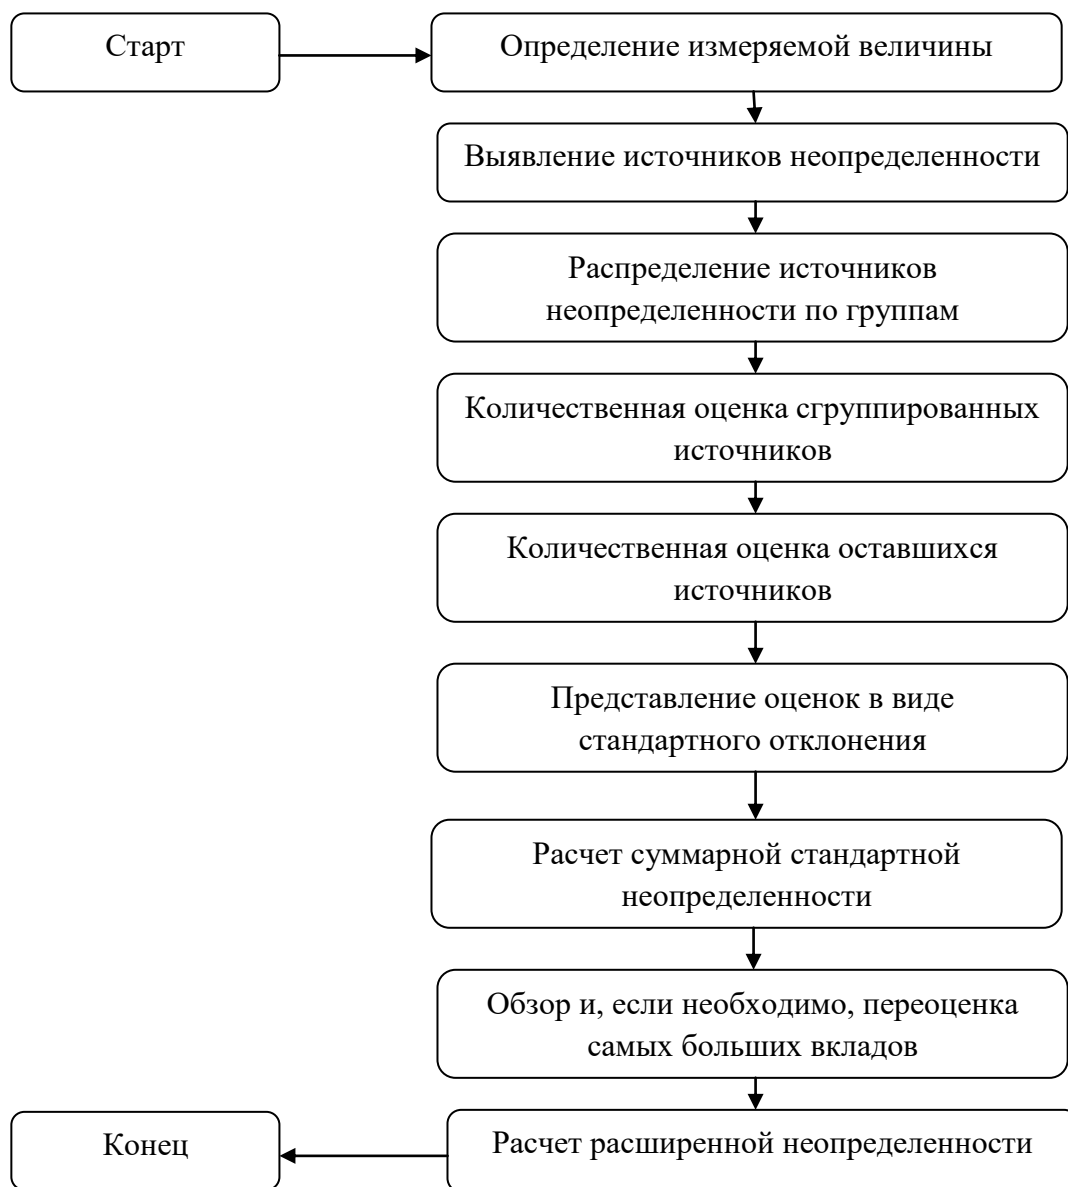 Старт
Определение измеряемой величины
Выявление источников неопределенности
Распределение источников
неопределенности по группам
Количественная оценка сгруппированных
источников
Количественная оценка оставшихся
источников
Представление оценок в виде
стандартного отклонения
Расчет суммарной стандартной
неопределенности
Обзор и, если необходимо, переоценка
самых больших вкладов
Расчет расширенной неопределенности
Конец